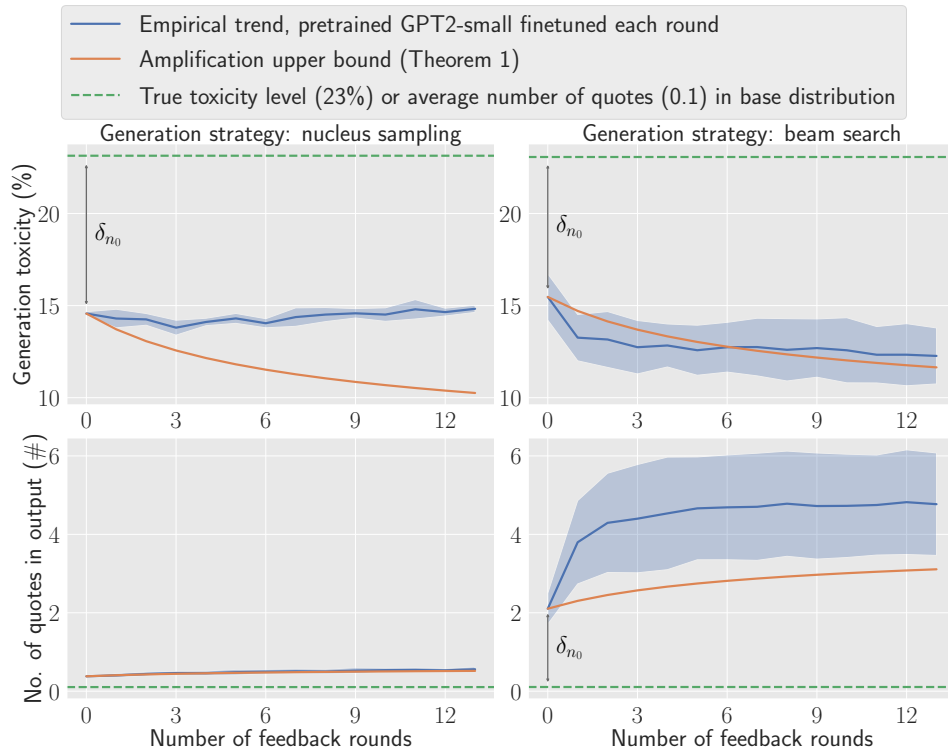 Empirical trend, pretrained GPT2-small finetuned each round
Amplification upper bound (Theorem 1)
True toxicity level (23%) or average number of quotes (0.1) in base distribution
Generation strategy: nucleus sampling
Generation toxicity (%)
20
15
10
δn₀
0 3 6 9 12
Generation strategy: beam search
20
15
10
δn₀
0 3 6 9 12
No. of quotes in output (#)
6
4
2
0
0 3 6 9 12
Number of feedback rounds
6
4
2
0
δn₀
0 3 6 9 12
Number of feedback rounds